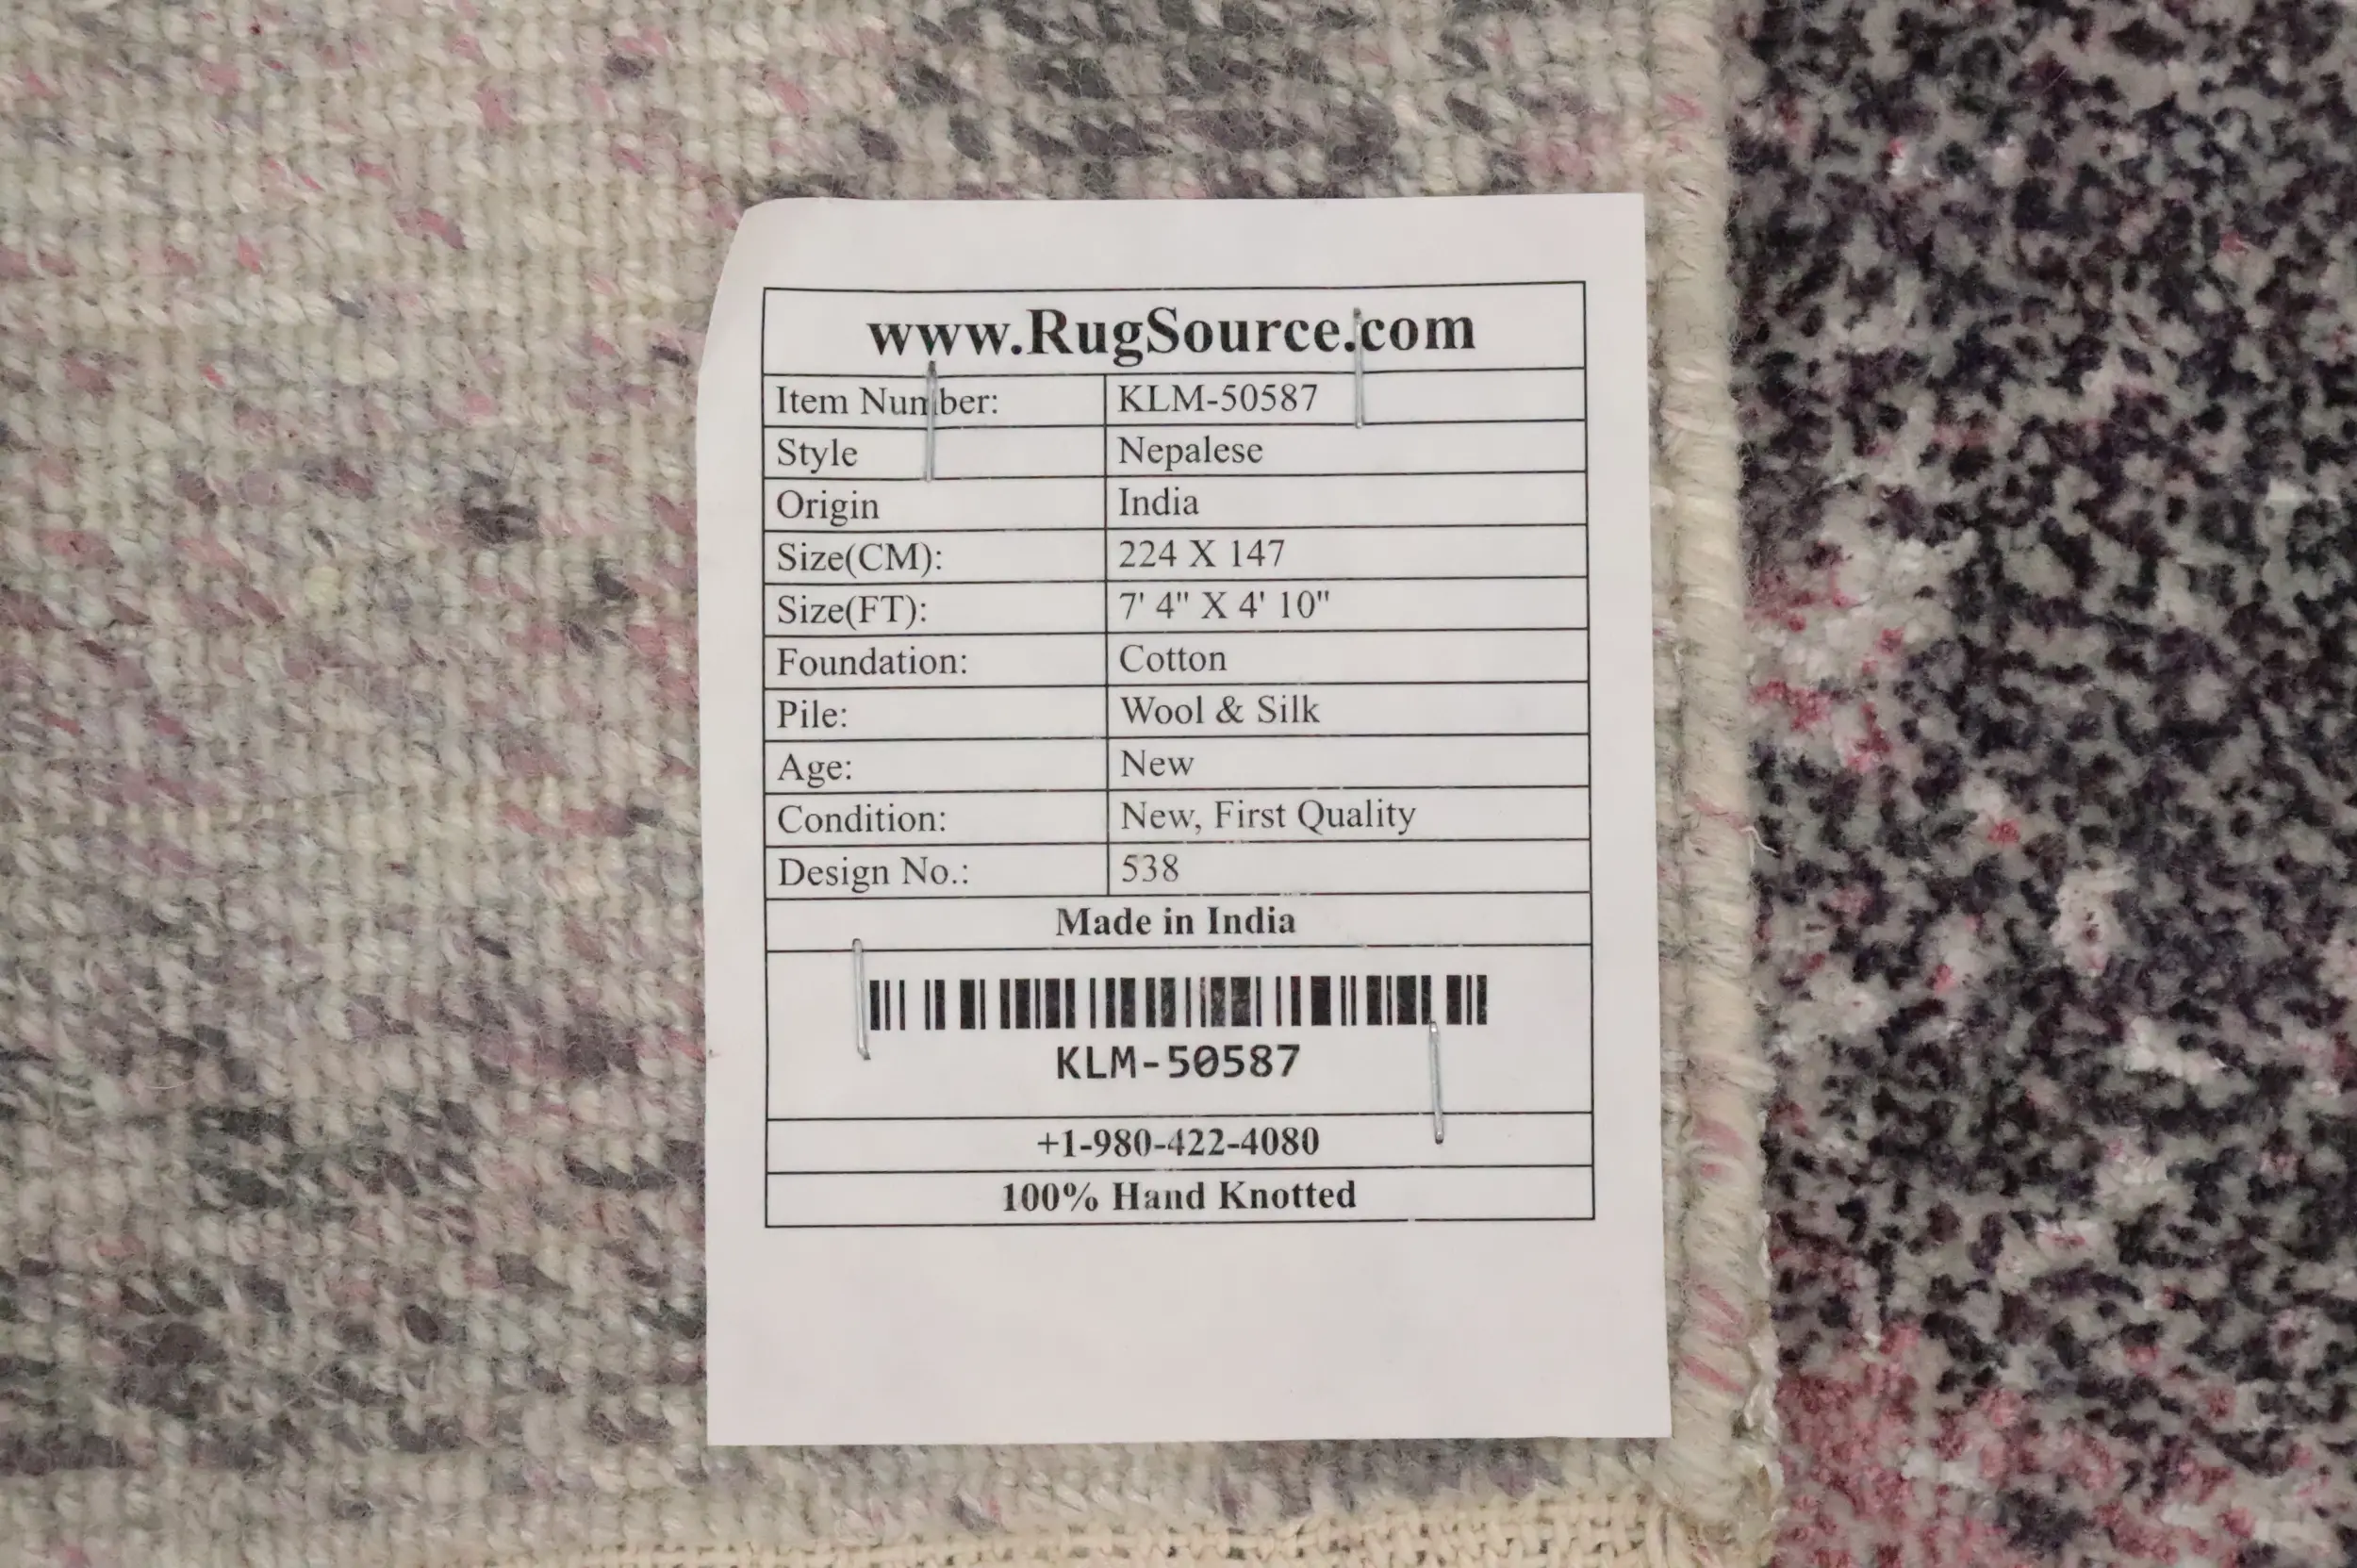 www.RugSource.com
Item Number: KLM-50587
Style Nepalese
Origin India
Size(CM): 224 X 147
Size(FT): 7' 4" X 4' 10"
Foundation: Cotton
Pile: Wool & Silk
Age: New
Condition: New, First Quality
Design No.: 538
Made in India
KLM-50587
+1-980-422-4080
100% Hand Knotted